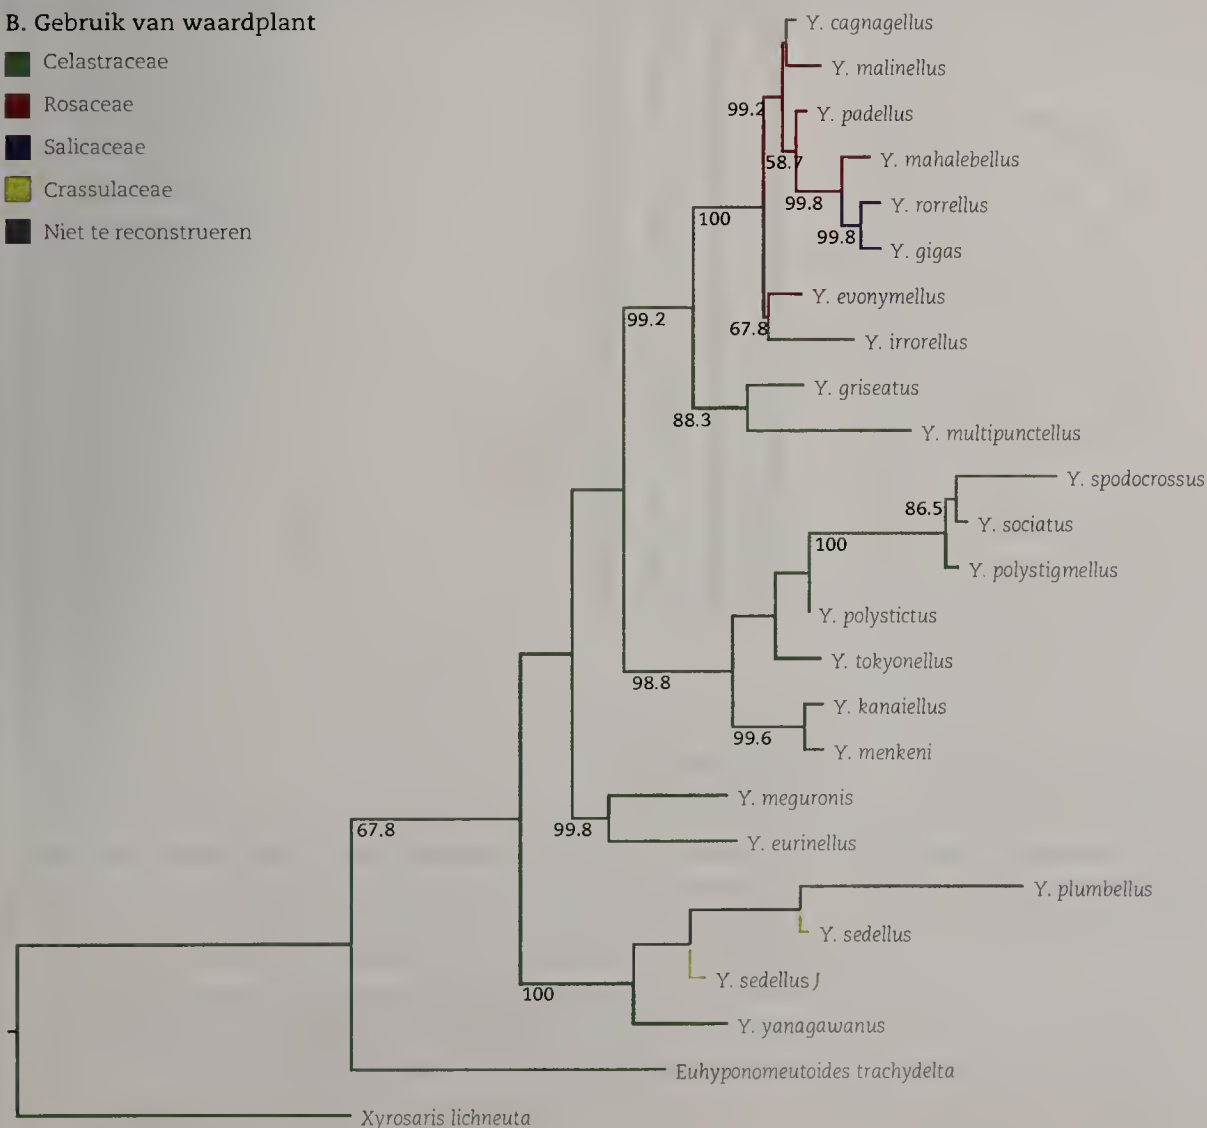 B. Gebruik van waardplant
Celastraceae
Rosaceae
Salicaceae
Crassulaceae
Niet te reconstrueren
Y. cagnagellus
Y. malinellus
99.2
Y. padellus
58.7
Y. mahalebellus
99.8
Y. rorrellus
100
99.8
Y. gigas
Y. evonymellus
99.2
67.8
Y. irrorellus
Y. griseatus
88.3
Y. multipunctellus
Y. spodocrossus
86.5
Y. sociatus
100
Y. polystigmellus
Y. polystictus
Y. tokyonellus
98.8
Y. kanaiellus
99.6
Y. menkeni
Y. meguronis
67.8
99.8
Y. eurinellus
Y. plumbellus
Y. sedellus
Y. sedellus J
100
Y. yanagawanus
Euhyponomeutoides trachydelta
Xyrosaris lichneuta